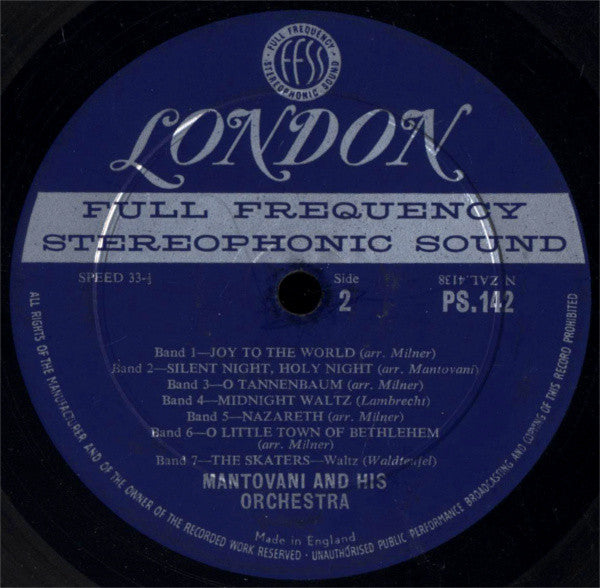 FULL FREQUENCY
FFSS
STEREOPHONIC SOUND
LONDON
FULL FREQUENCY
STEREOPHONIC SOUND
SPEED 33-⅓
Side
2
N ZAL.4138
PS.142
Band 1—JOY TO THE WORLD (arr. Milner)
Band 2—SILENT NIGHT, HOLY NIGHT (arr. Mantovani)
Band 3—O TANNENBAUM (arr. Milner)
Band 4—MIDNIGHT WALTZ (Lambrecht)
Band 5—NAZARETH (arr. Milner)
Band 6—O LITTLE TOWN OF BETHLEHEM
(arr. Milner)
Band 7—THE SKATERS—Waltz (Waldteufel)
MANTOVANI AND HIS
ORCHESTRA
Made in England
ALL RIGHTS OF THE MANUFACTURER AND OF THE OWNER OF THE RECORDED WORK RESERVED · UNAUTHORISED PUBLIC PERFORMANCE BROADCASTING AND COPYING OF THIS RECORD PROHIBITED